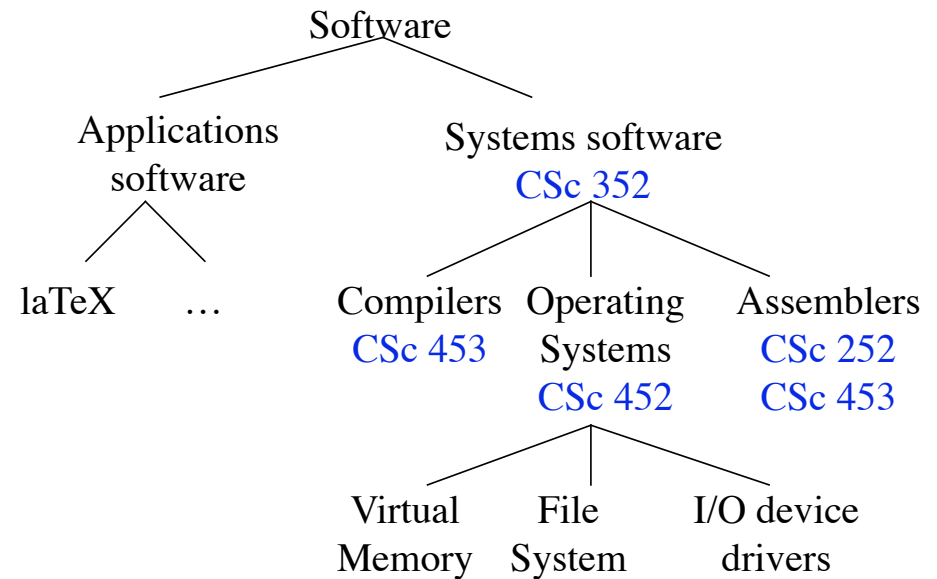 Software
Applications
software
Systems software
CSc 352
laTeX
…
Compilers
CSc 453
Operating
Systems
CSc 452
Assemblers
CSc 252
CSc 453
Virtual
Memory
File
System
I/O device
drivers